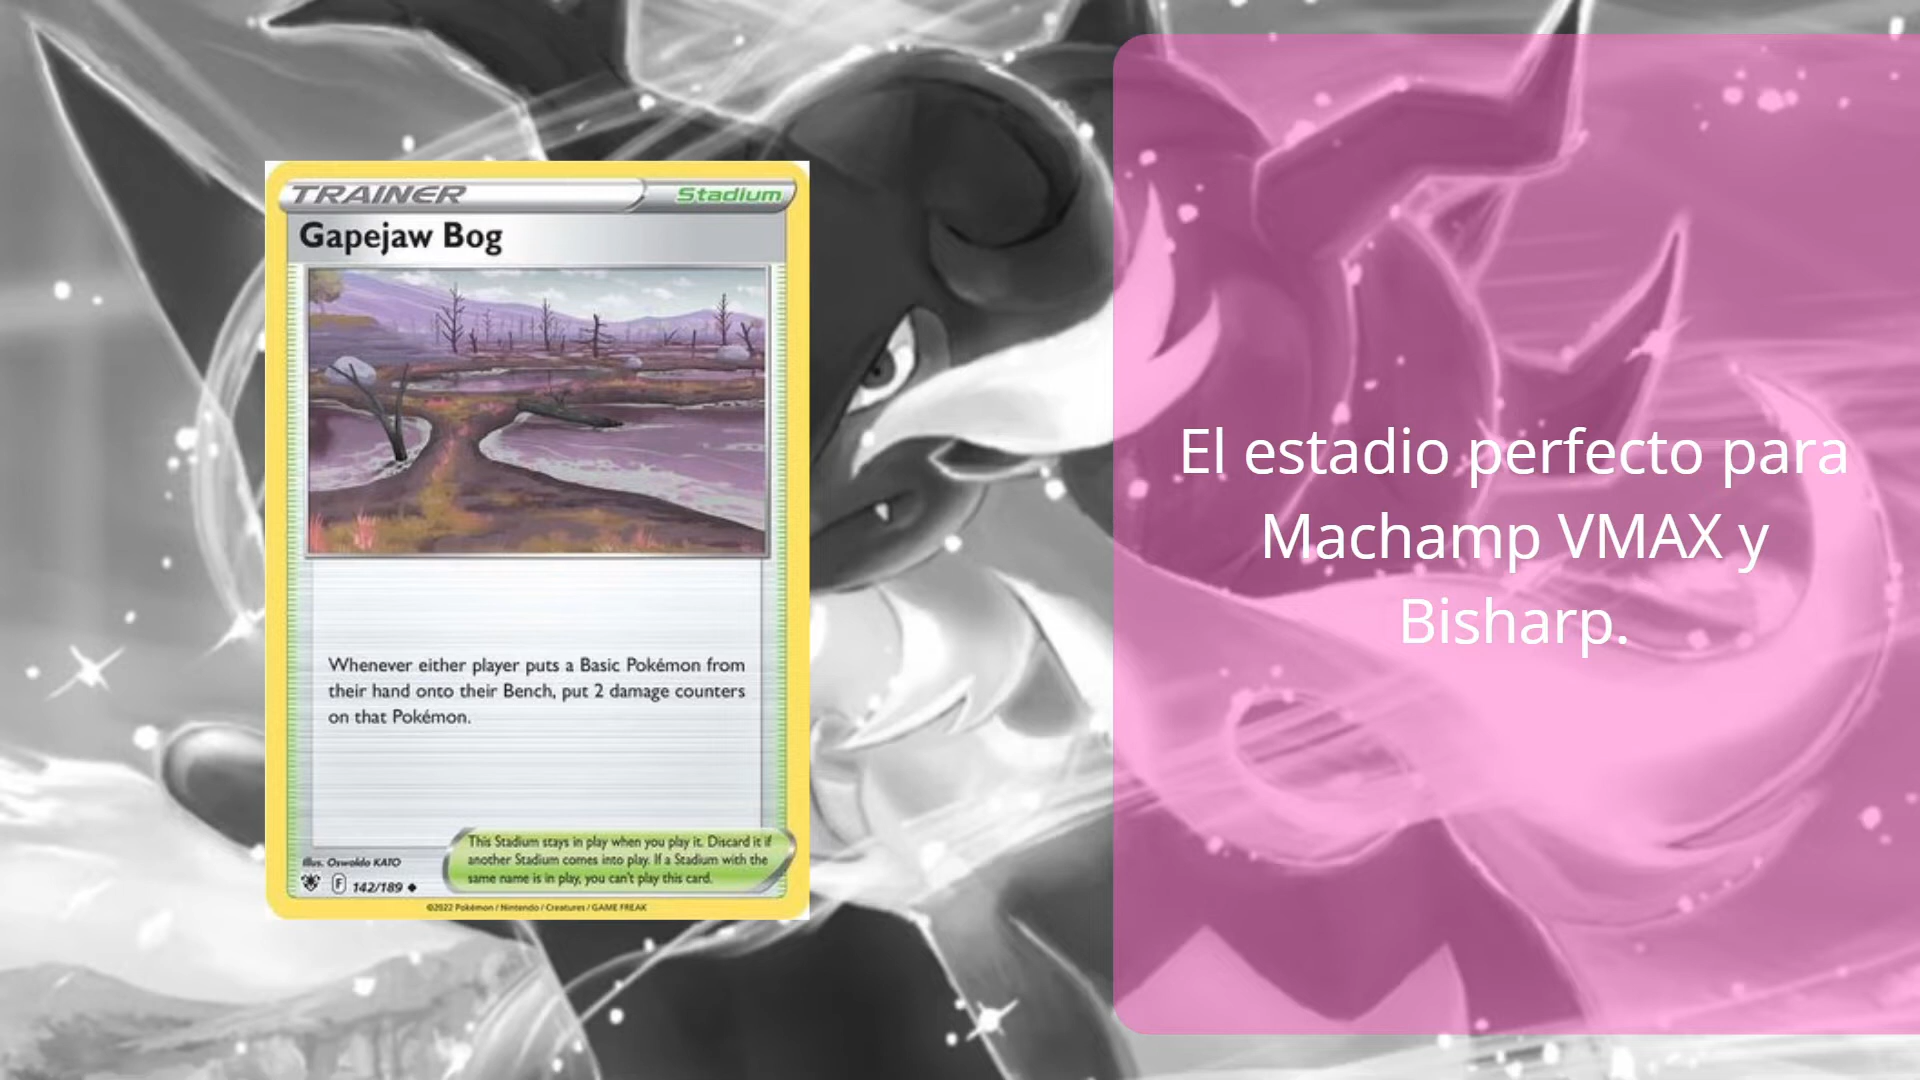 TRAINER
Stadium
Gapejaw Bog
Whenever either player puts a Basic Pokémon from
their hand onto their Bench, put 2 damage counters
on that Pokémon.
This Stadium stays in play when you play it. Discard it if
another Stadium comes into play. If a Stadium with the
same name is in play, you can't play this card.
Illus. Oswaldo KATO
F 142/189
©2022 Pokémon / Nintendo / Creatures / GAME FREAK
El estadio perfecto para
Machamp VMAX y
Bisharp.